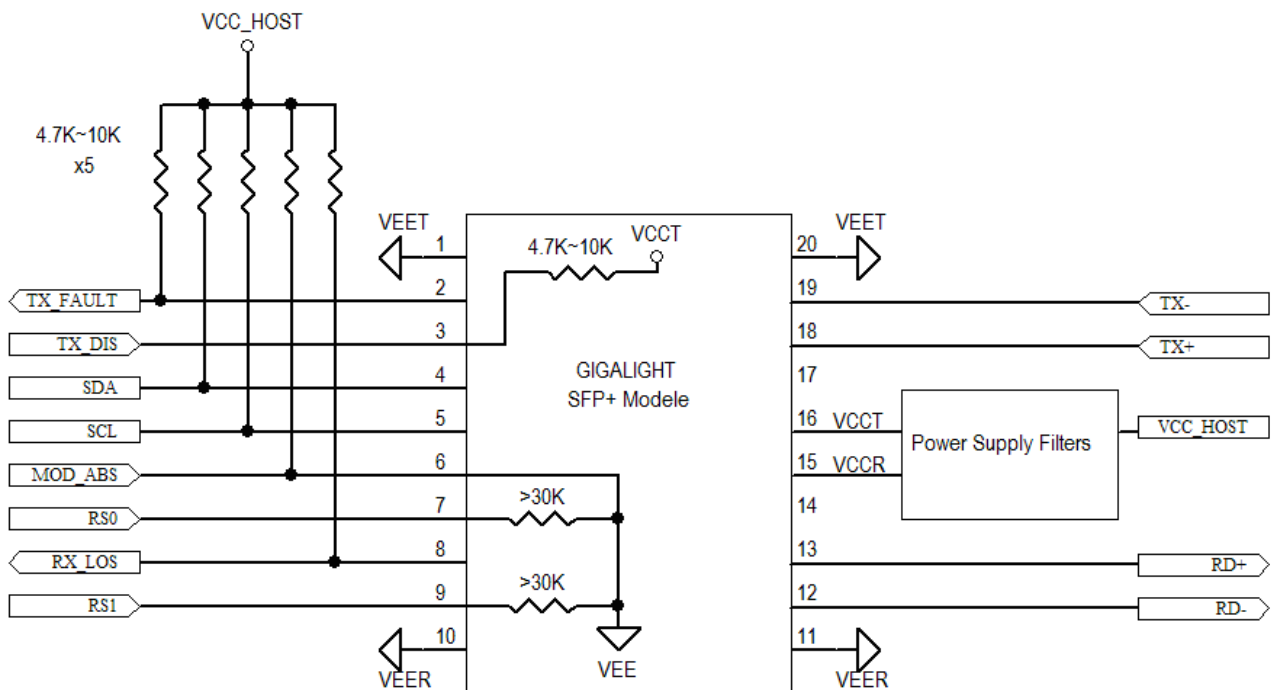 VCC_HOST
4.7K~10K
x5
VEET
1
4.7K~10K
VCCT
20
VEET
TX_FAULT
2
19
TX-
TX_DIS
3
18
TX+
SDA
4
GIGALIGHT
SFP+ Modele
17
SCL
5
16
VCCT
Power Supply Filters
VCC_HOST
MOD_ABS
6
15
VCCR
RS0
7
>30K
14
RX_LOS
8
13
RD+
RS1
9
>30K
12
RD-
10
VEER
VEE
11
VEER